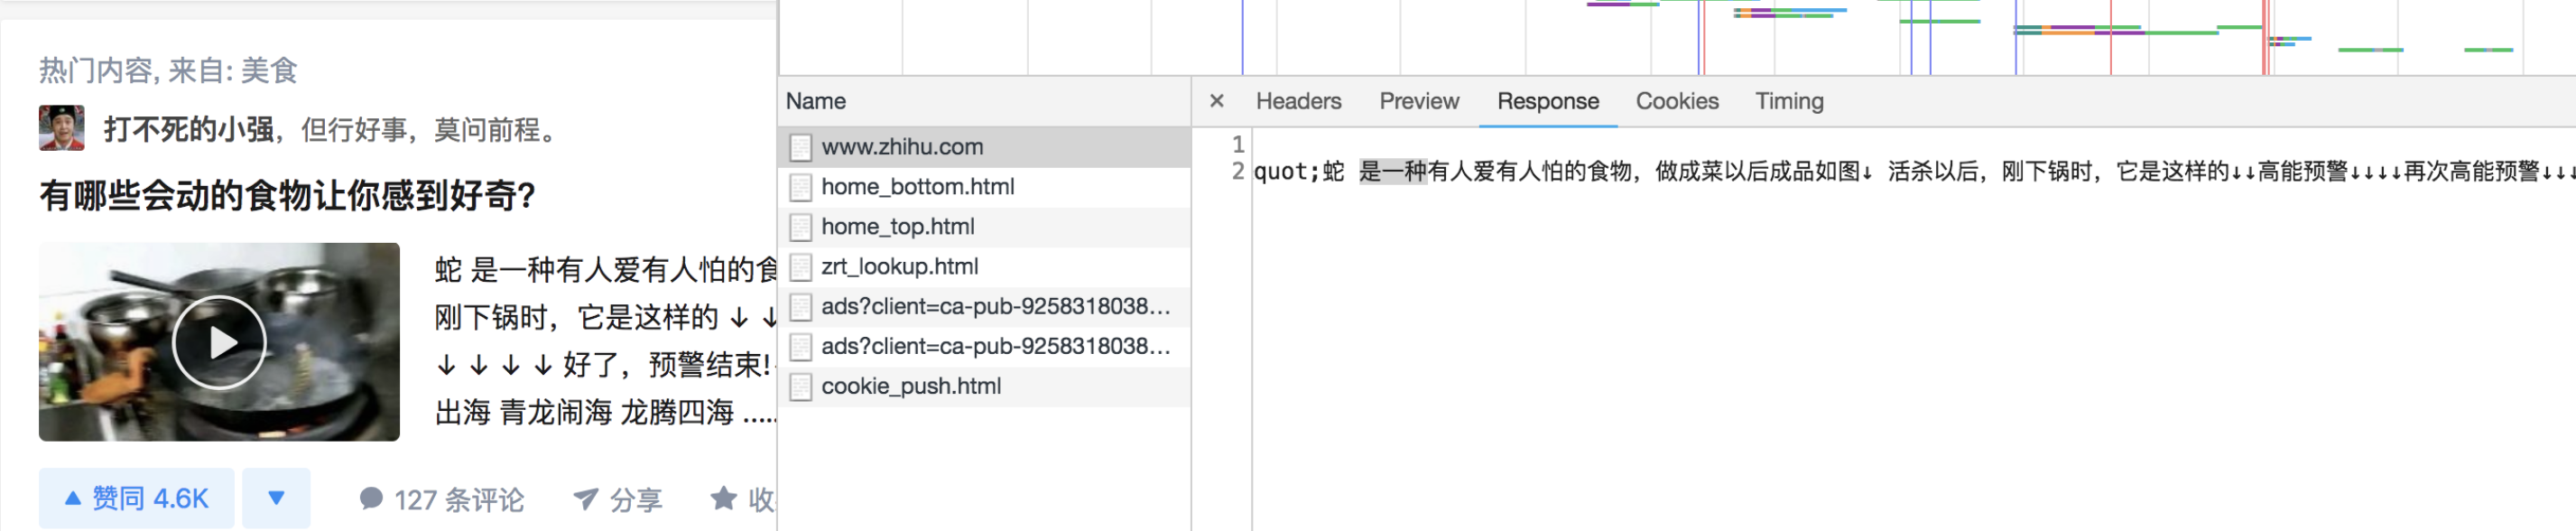 热门内容, 来自: 美食
打不死的小强，但行好事，莫问前程。
有哪些会动的食物让你感到好奇?
蛇 是一种有人爱有人怕的食
刚下锅时，它是这样的 ↓ ↓
↓ ↓ ↓ ↓ 好了，预警结束!
出海 青龙闹海 龙腾四海 .....
赞同 4.6K
127 条评论
分享
收
Name
www.zhihu.com
home_bottom.html
home_top.html
zrt_lookup.html
ads?client=ca-pub-9258318038...
ads?client=ca-pub-9258318038...
cookie_push.html
× Headers Preview Response Cookies Timing
1
2 quot;蛇 是一种有人爱有人怕的食物，做成菜以后成品如图↓ 活杀以后，刚下锅时，它是这样的↓↓高能预警↓↓↓↓再次高能预警↓↓↓